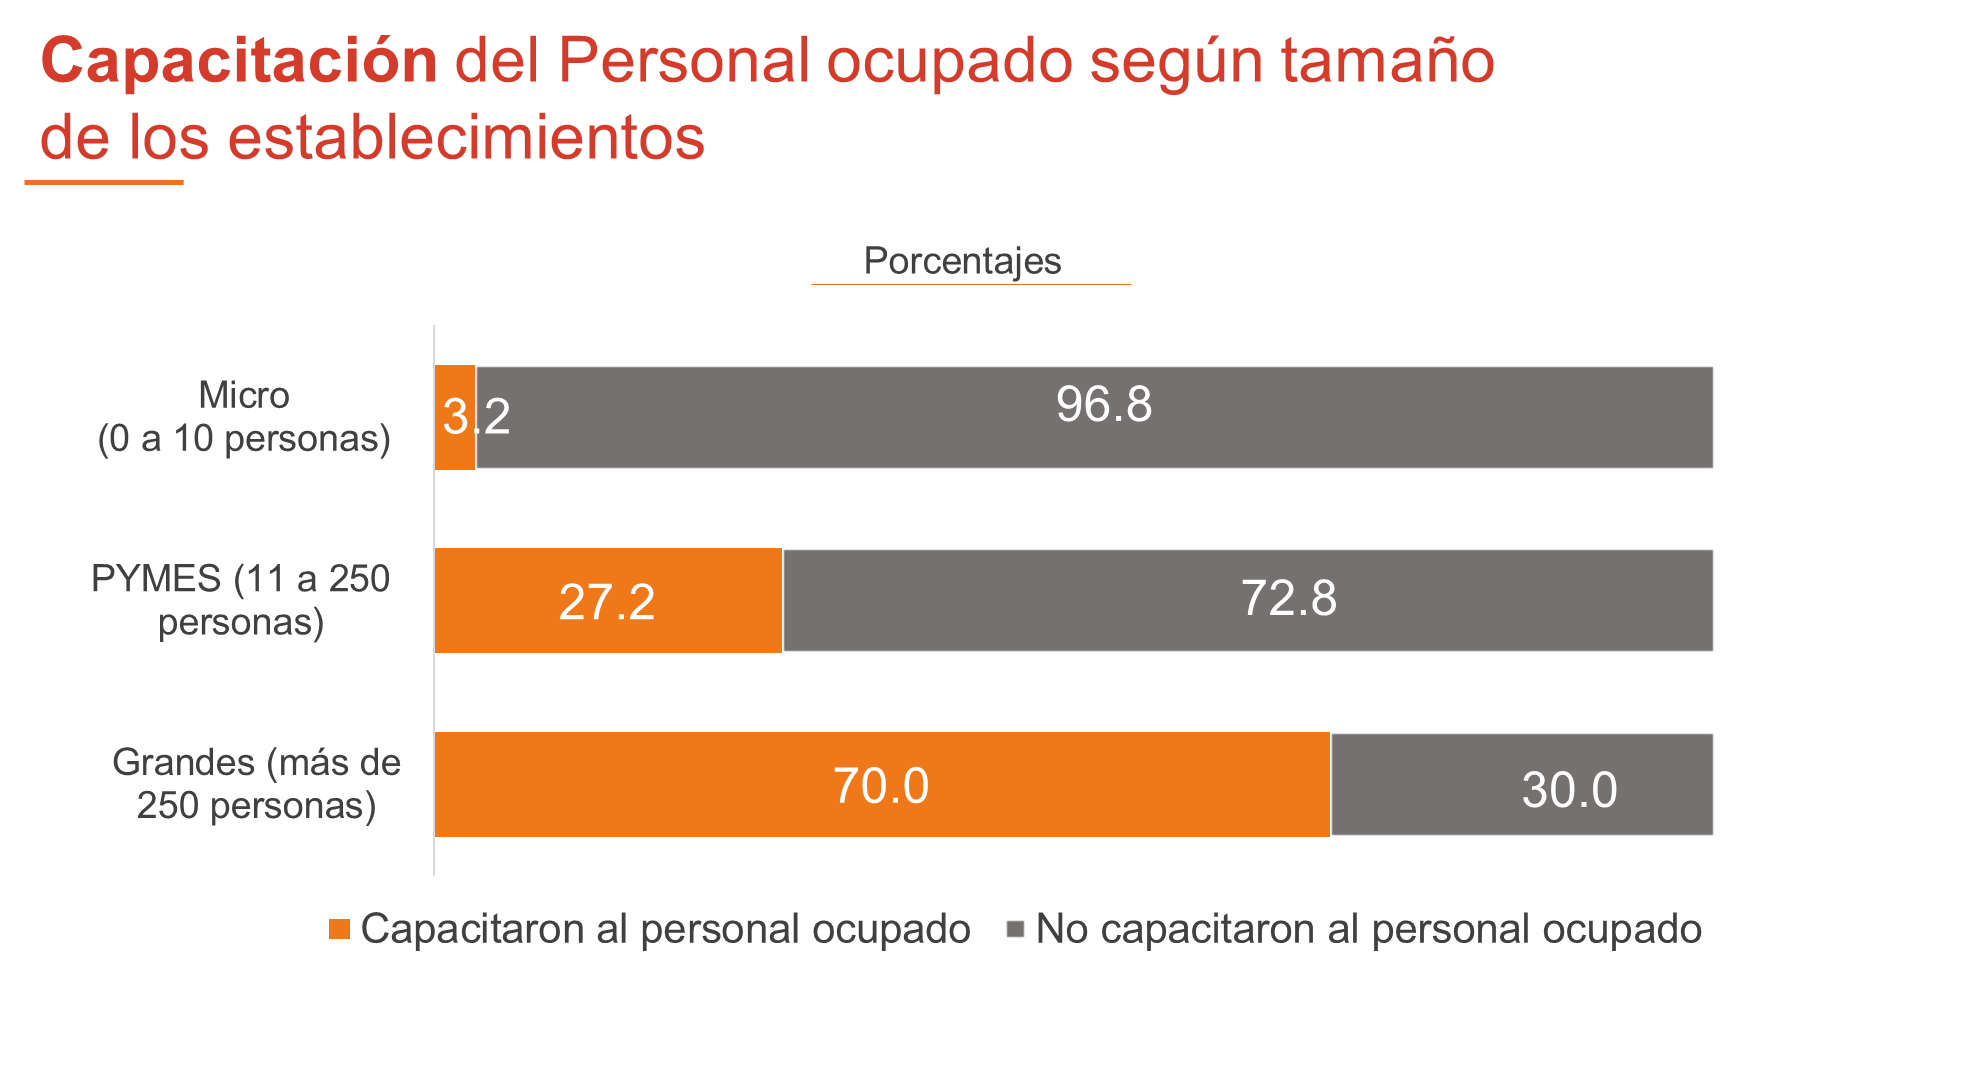 Capacitación del Personal ocupado según tamaño
de los establecimientos
Porcentajes
Micro
(0 a 10 personas)
3.2
96.8
PYMES (11 a 250
personas)
27.2
72.8
Grandes (más de
250 personas)
70.0
30.0
Capacitaron al personal ocupado
No capacitaron al personal ocupado